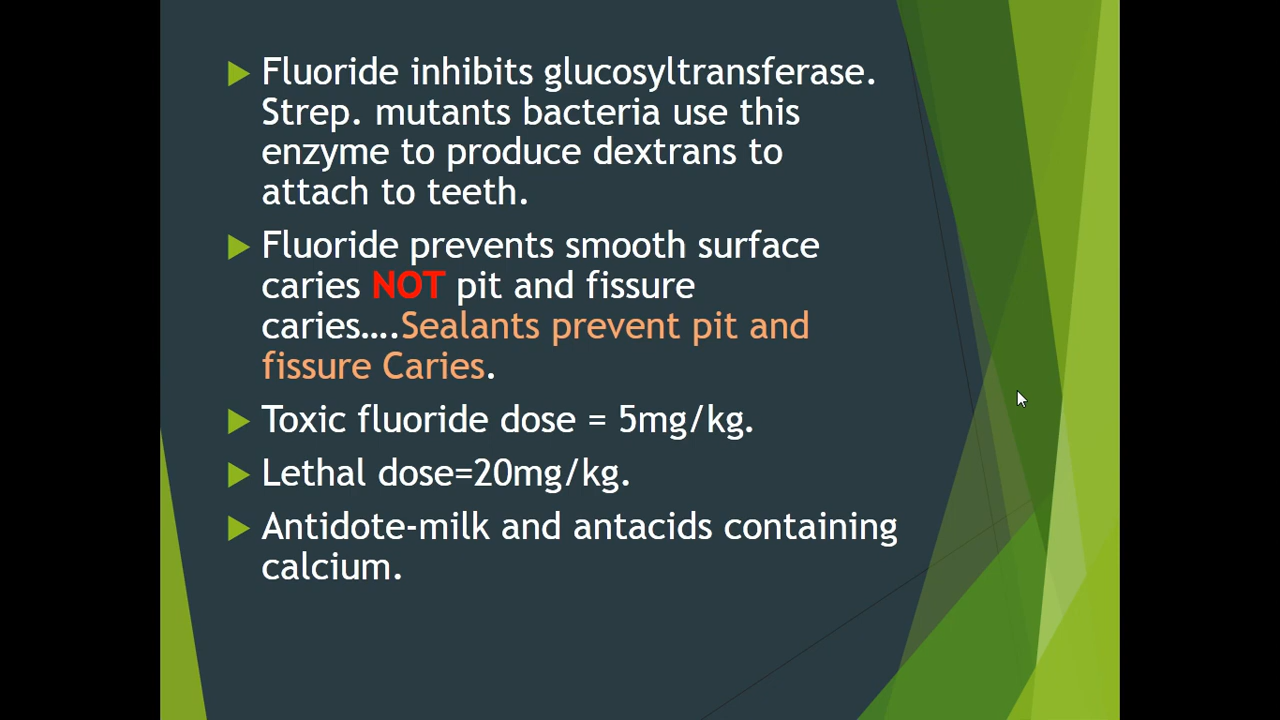 Fluoride inhibits glucosyltransferase.
Strep. mutants bacteria use this
enzyme to produce dextrans to
attach to teeth.
Fluoride prevents smooth surface
caries NOT pit and fissure
caries....Sealants prevent pit and
fissure Caries.
Toxic fluoride dose = 5mg/kg.
Lethal dose=20mg/kg.
Antidote-milk and antacids containing
calcium.